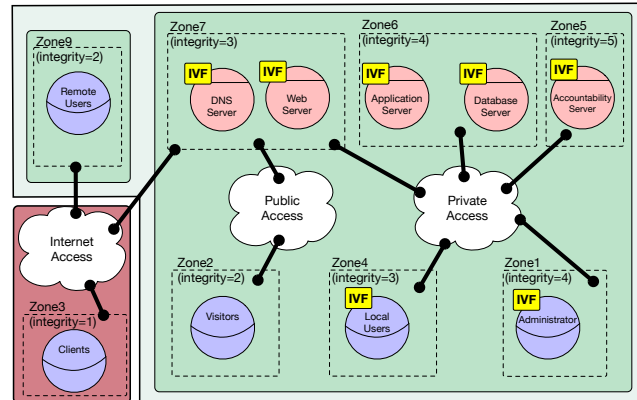 Zone9
(integrity=2)
Remote
Users
Zone7
(integrity=3)
IVF
DNS
Server
IVF
Web
Server
Zone6
(integrity=4)
IVF
Application
Server
IVF
Database
Server
Zone5
(integrity=5)
IVF
Accountability
Server
Internet
Access
Public
Access
Private
Access
Zone3
(integrity=1)
Clients
Zone2
(integrity=2)
Visitors
Zone4
(integrity=3)
IVF
Local
Users
Zone1
(integrity=4)
IVF
Administrator